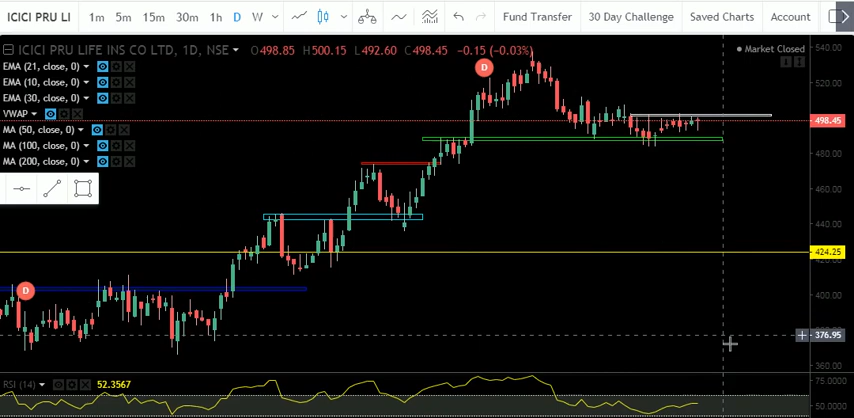 ICICI PRU LI 1m 5m 15m 30m 1h D W Fund Transfer 30 Day Challenge Saved Charts Account
ICICI PRU LIFE INS CO LTD, 1D, NSE O498.85 H500.15 L492.60 C498.45 −0.15 (−0.03%)
Market Closed
EMA (21, close, 0)
EMA (10, close, 0)
EMA (30, close, 0)
VWAP
MA (50, close, 0)
MA (100, close, 0)
MA (200, close, 0)
D
D
540.00
520.00
498.45
480.00
460.00
440.00
424.25
400.00
376.95
360.00
RSI (14) 52.3567
75.0000
50.0000